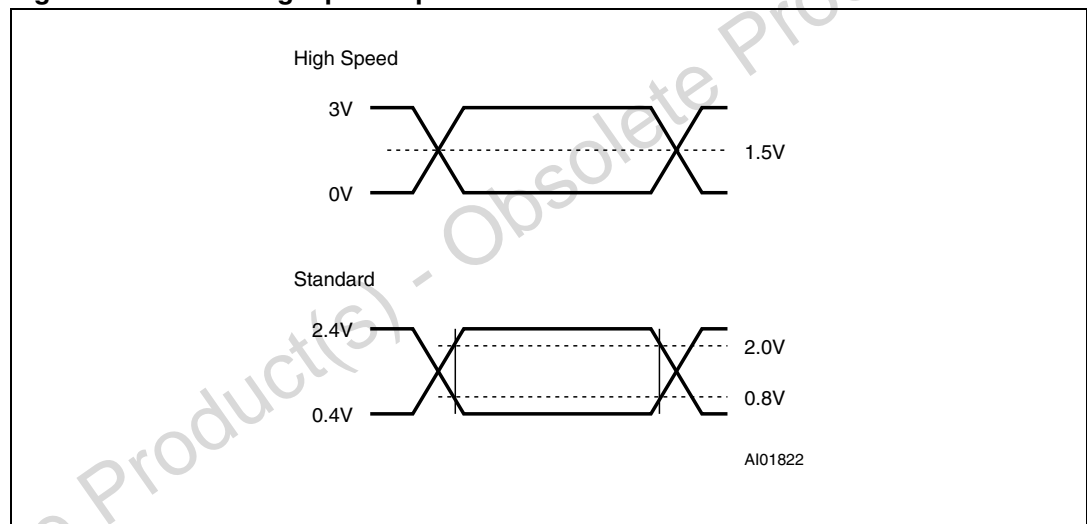 High Speed
3V
1.5V
0V
Standard
2.4V
2.0V
0.8V
0.4V
AI01822
Product(s) - Obsolete Pro